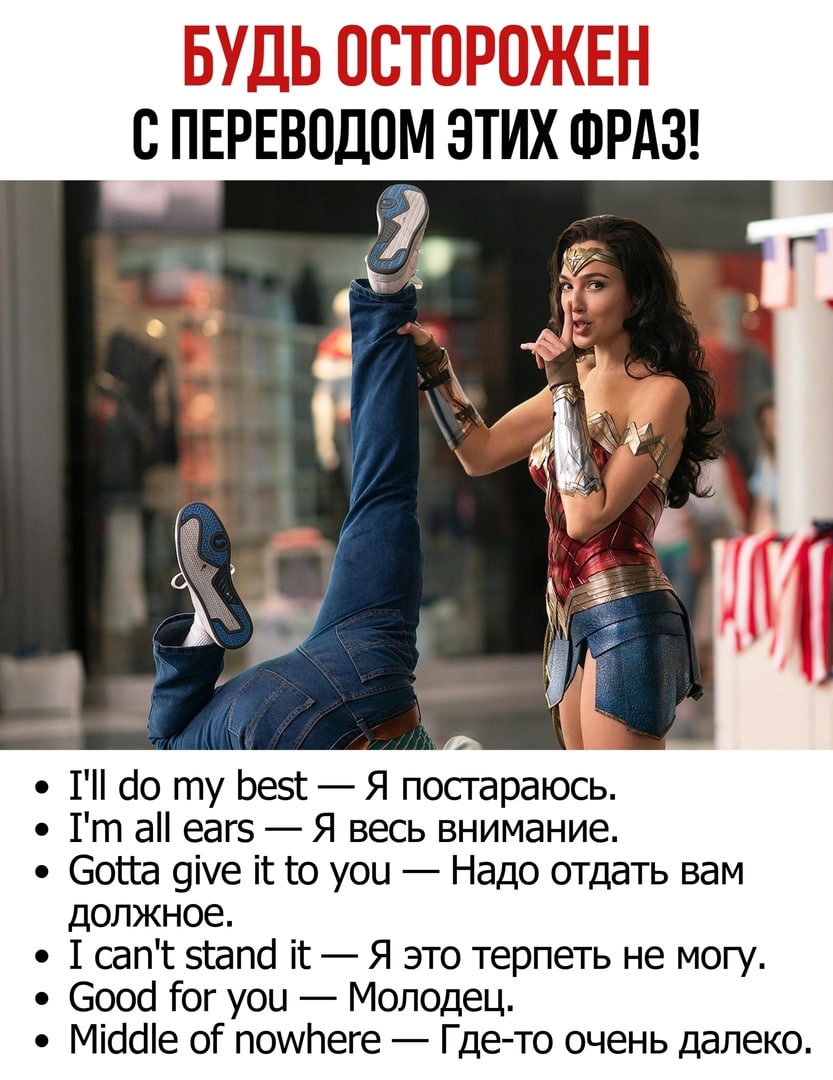 БУДЬ ОСТОРОЖЕН
С ПЕРЕВОДОМ ЭТИХ ФРАЗ!
• I'll do my best — Я постараюсь.
• I'm all ears — Я весь внимание.
• Gotta give it to you — Надо отдать вам
должное.
• I can't stand it — Я это терпеть не могу.
• Good for you — Молодец.
• Middle of nowhere — Где-то очень далеко.